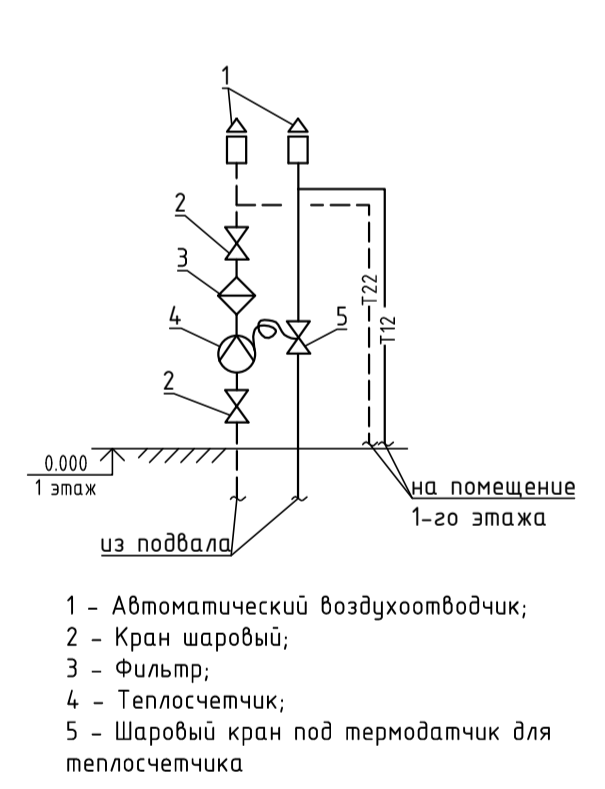 1
2
3
4
5
2
T22
T12
0.000
1 этаж
на помещение
1-го этажа
из подвала
1 - Автоматический воздухоотводчик;
2 - Кран шаровый;
3 - Фильтр;
4 - Теплосчетчик;
5 - Шаровый кран под термодатчик для
теплосчетчика